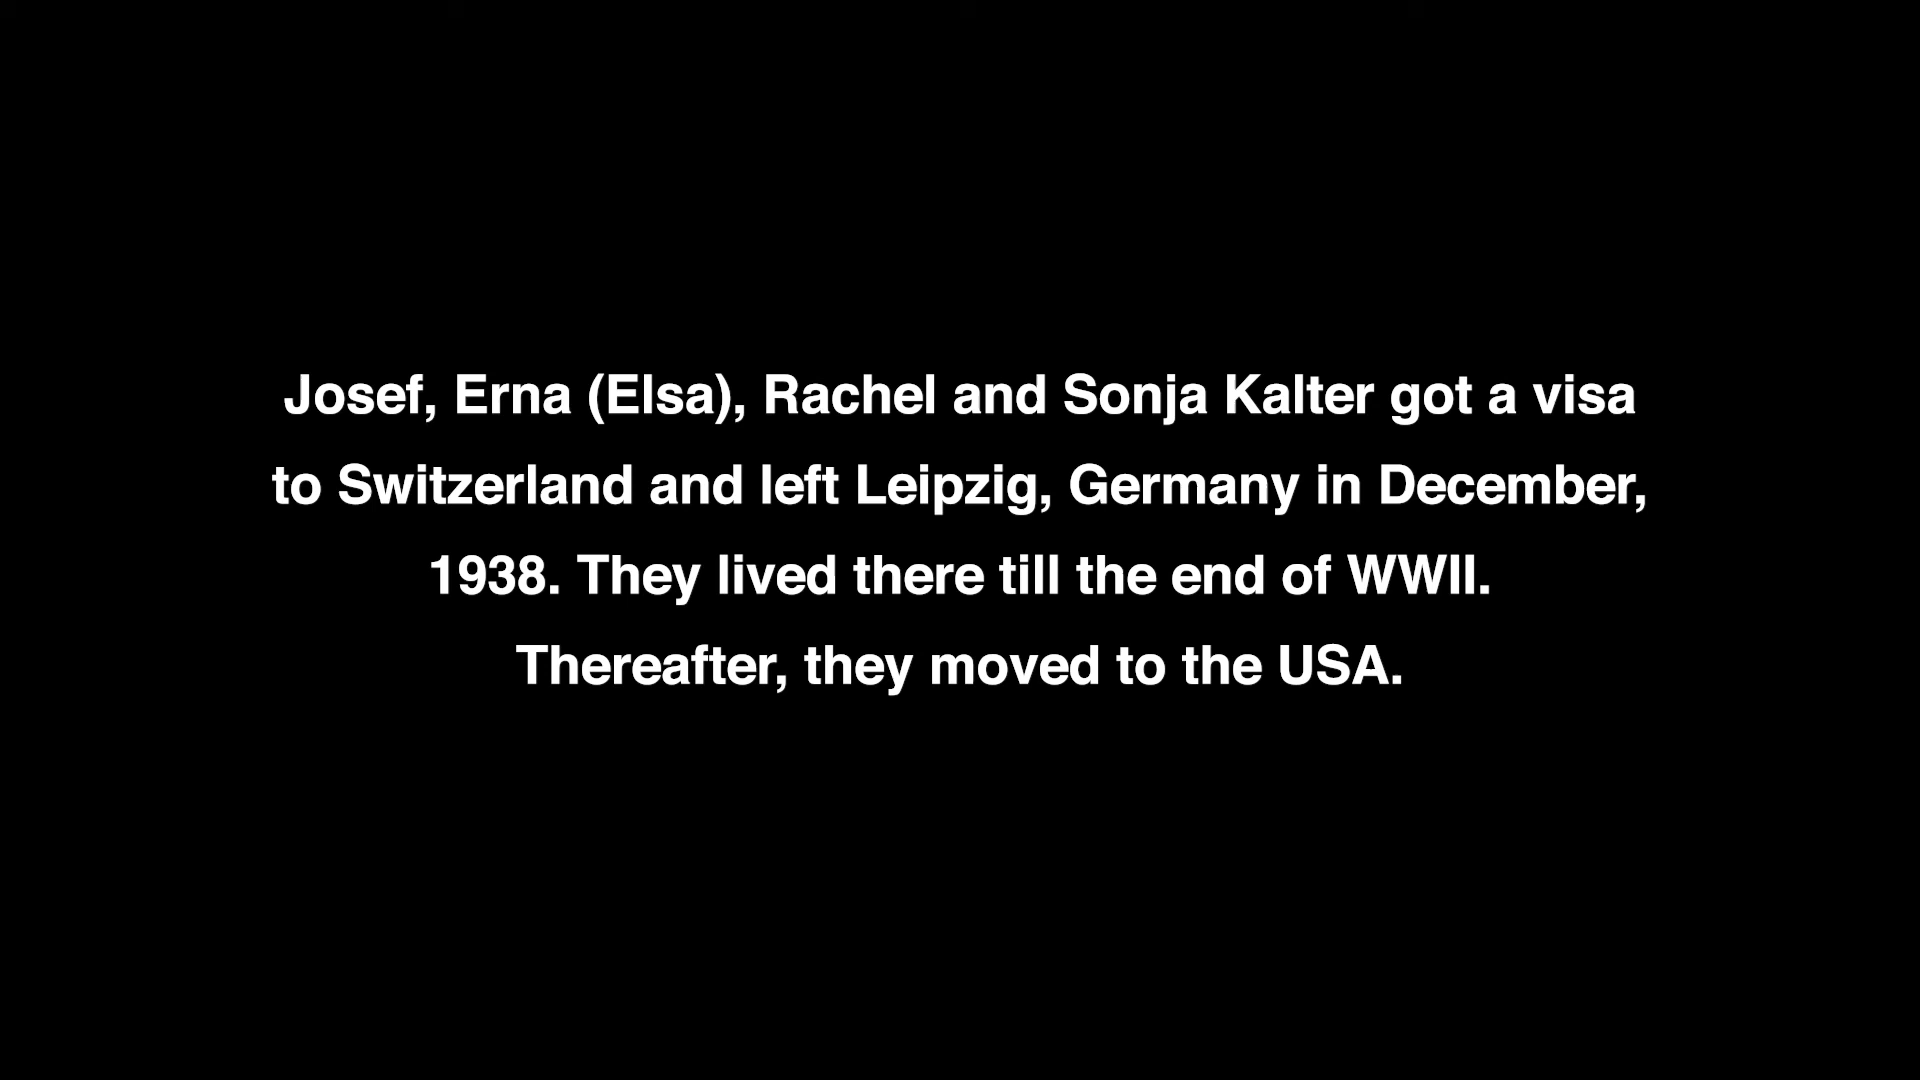 Josef, Erna (Elsa), Rachel and Sonja Kalter got a visa
to Switzerland and left Leipzig, Germany in December,
1938. They lived there till the end of WWII.
Thereafter, they moved to the USA.